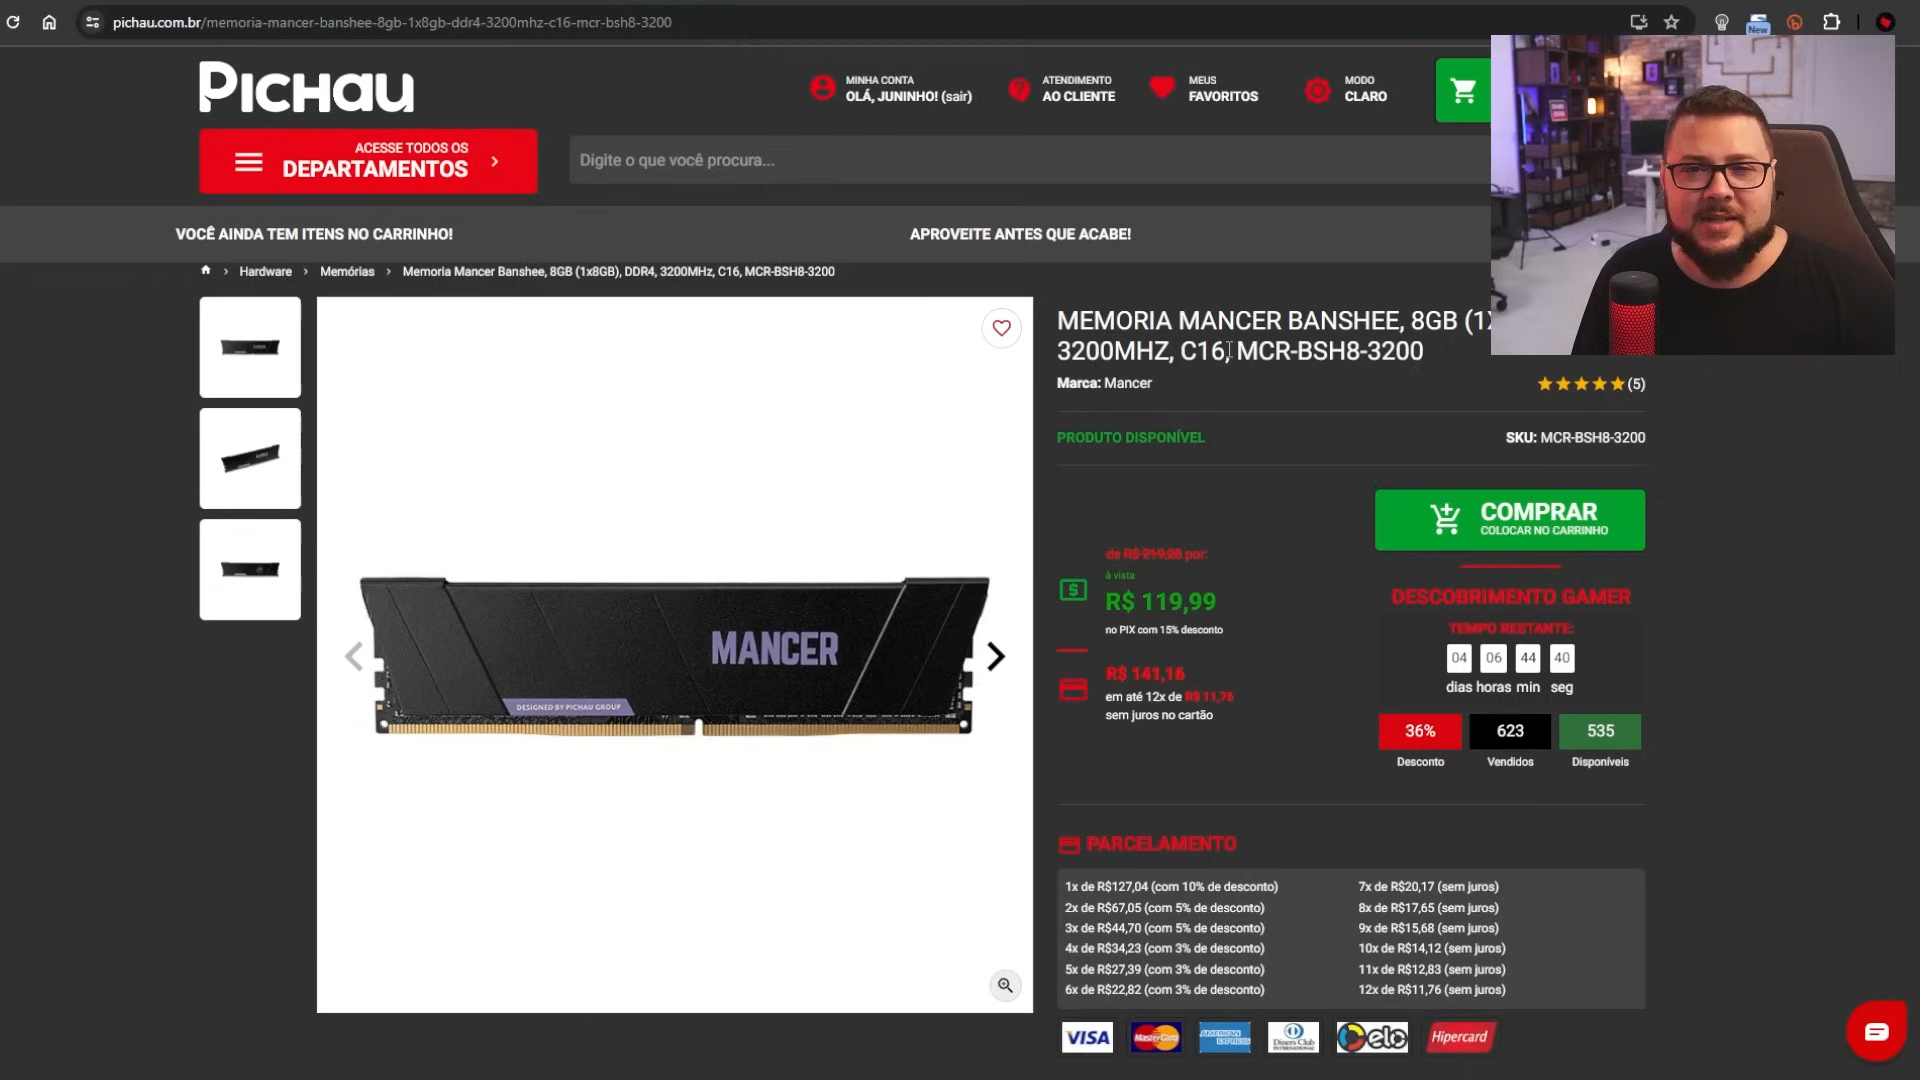 pichau.com.br/memoria-mancer-banshee-8gb-1x8gb-ddr4-3200mhz-c16-mcr-bsh8-3200
New
PICHAU
MINHA CONTA
OLÁ, JUNINHO! (sair)
ATENDIMENTO
AO CLIENTE
MEUS
FAVORITOS
MODO
CLARO
ACESSE TODOS OS
DEPARTAMENTOS
Digite o que você procura...
VOCÊ AINDA TEM ITENS NO CARRINHO!
APROVEITE ANTES QUE ACABE!
Hardware > Memórias > Memoria Mancer Banshee, 8GB (1x8GB), DDR4, 3200MHz, C16, MCR-BSH8-3200
MEMORIA MANCER BANSHEE, 8GB (1X
3200MHZ, C16, MCR-BSH8-3200
Marca: Mancer
(5)
PRODUTO DISPONÍVEL
SKU: MCR-BSH8-3200
COMPRAR
COLOCAR NO CARRINHO
de R$ 219,28 por:
à vista
R$ 119,99
no PIX com 15% desconto
R$ 141,16
em até 12x de R$ 11,76
sem juros no cartão
DESCOBRIMENTO GAMER
TEMPO RESTANTE:
04 06 44 40
dias horas min seg
36% 623 535
Desconto Vendidos Disponíveis
MANCER
DESIGNED BY PICHAU GROUP
PARCELAMENTO
1x de R$127,04 (com 10% de desconto)
2x de R$67,05 (com 5% de desconto)
3x de R$44,70 (com 5% de desconto)
4x de R$34,23 (com 3% de desconto)
5x de R$27,39 (com 3% de desconto)
6x de R$22,82 (com 3% de desconto)
7x de R$20,17 (sem juros)
8x de R$17,65 (sem juros)
9x de R$15,68 (sem juros)
10x de R$14,12 (sem juros)
11x de R$12,83 (sem juros)
12x de R$11,76 (sem juros)
VISA
MasterCard
AMERICAN EXPRESS
Diners Club
INTERNATIONAL
elo
Hipercard